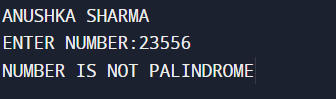 ANUSHKA SHARMA
ENTER NUMBER:23556
NUMBER IS NOT PALINDROME